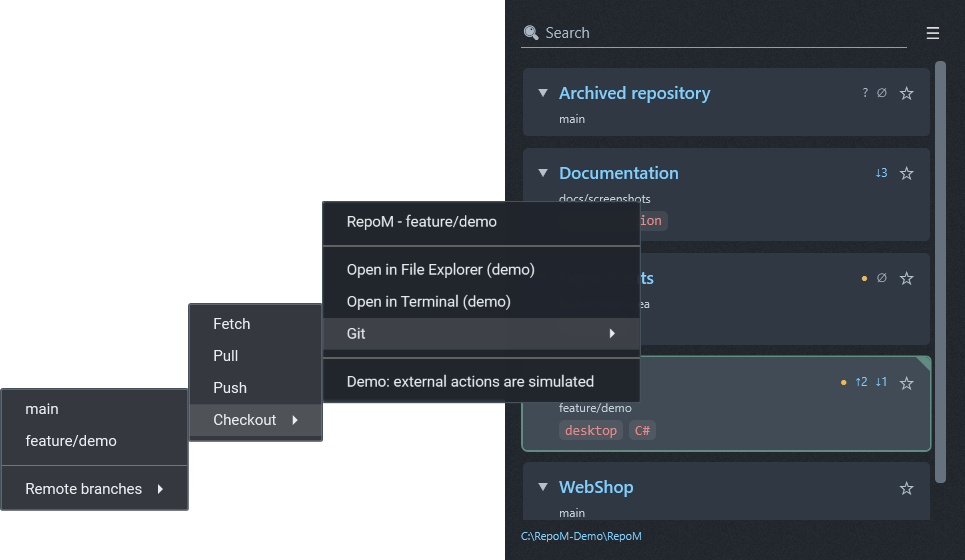 Search
Archived repository
?
main
Documentation
↓3
docs/screenshots
RepoM - feature/demo
Open in File Explorer (demo)
Open in Terminal (demo)
Git
Demo: external actions are simulated
Fetch
Pull
Push
Checkout
main
feature/demo
Remote branches
↑2 ↓1
feature/demo
desktop C#
WebShop
main
C:\RepoM-Demo\RepoM